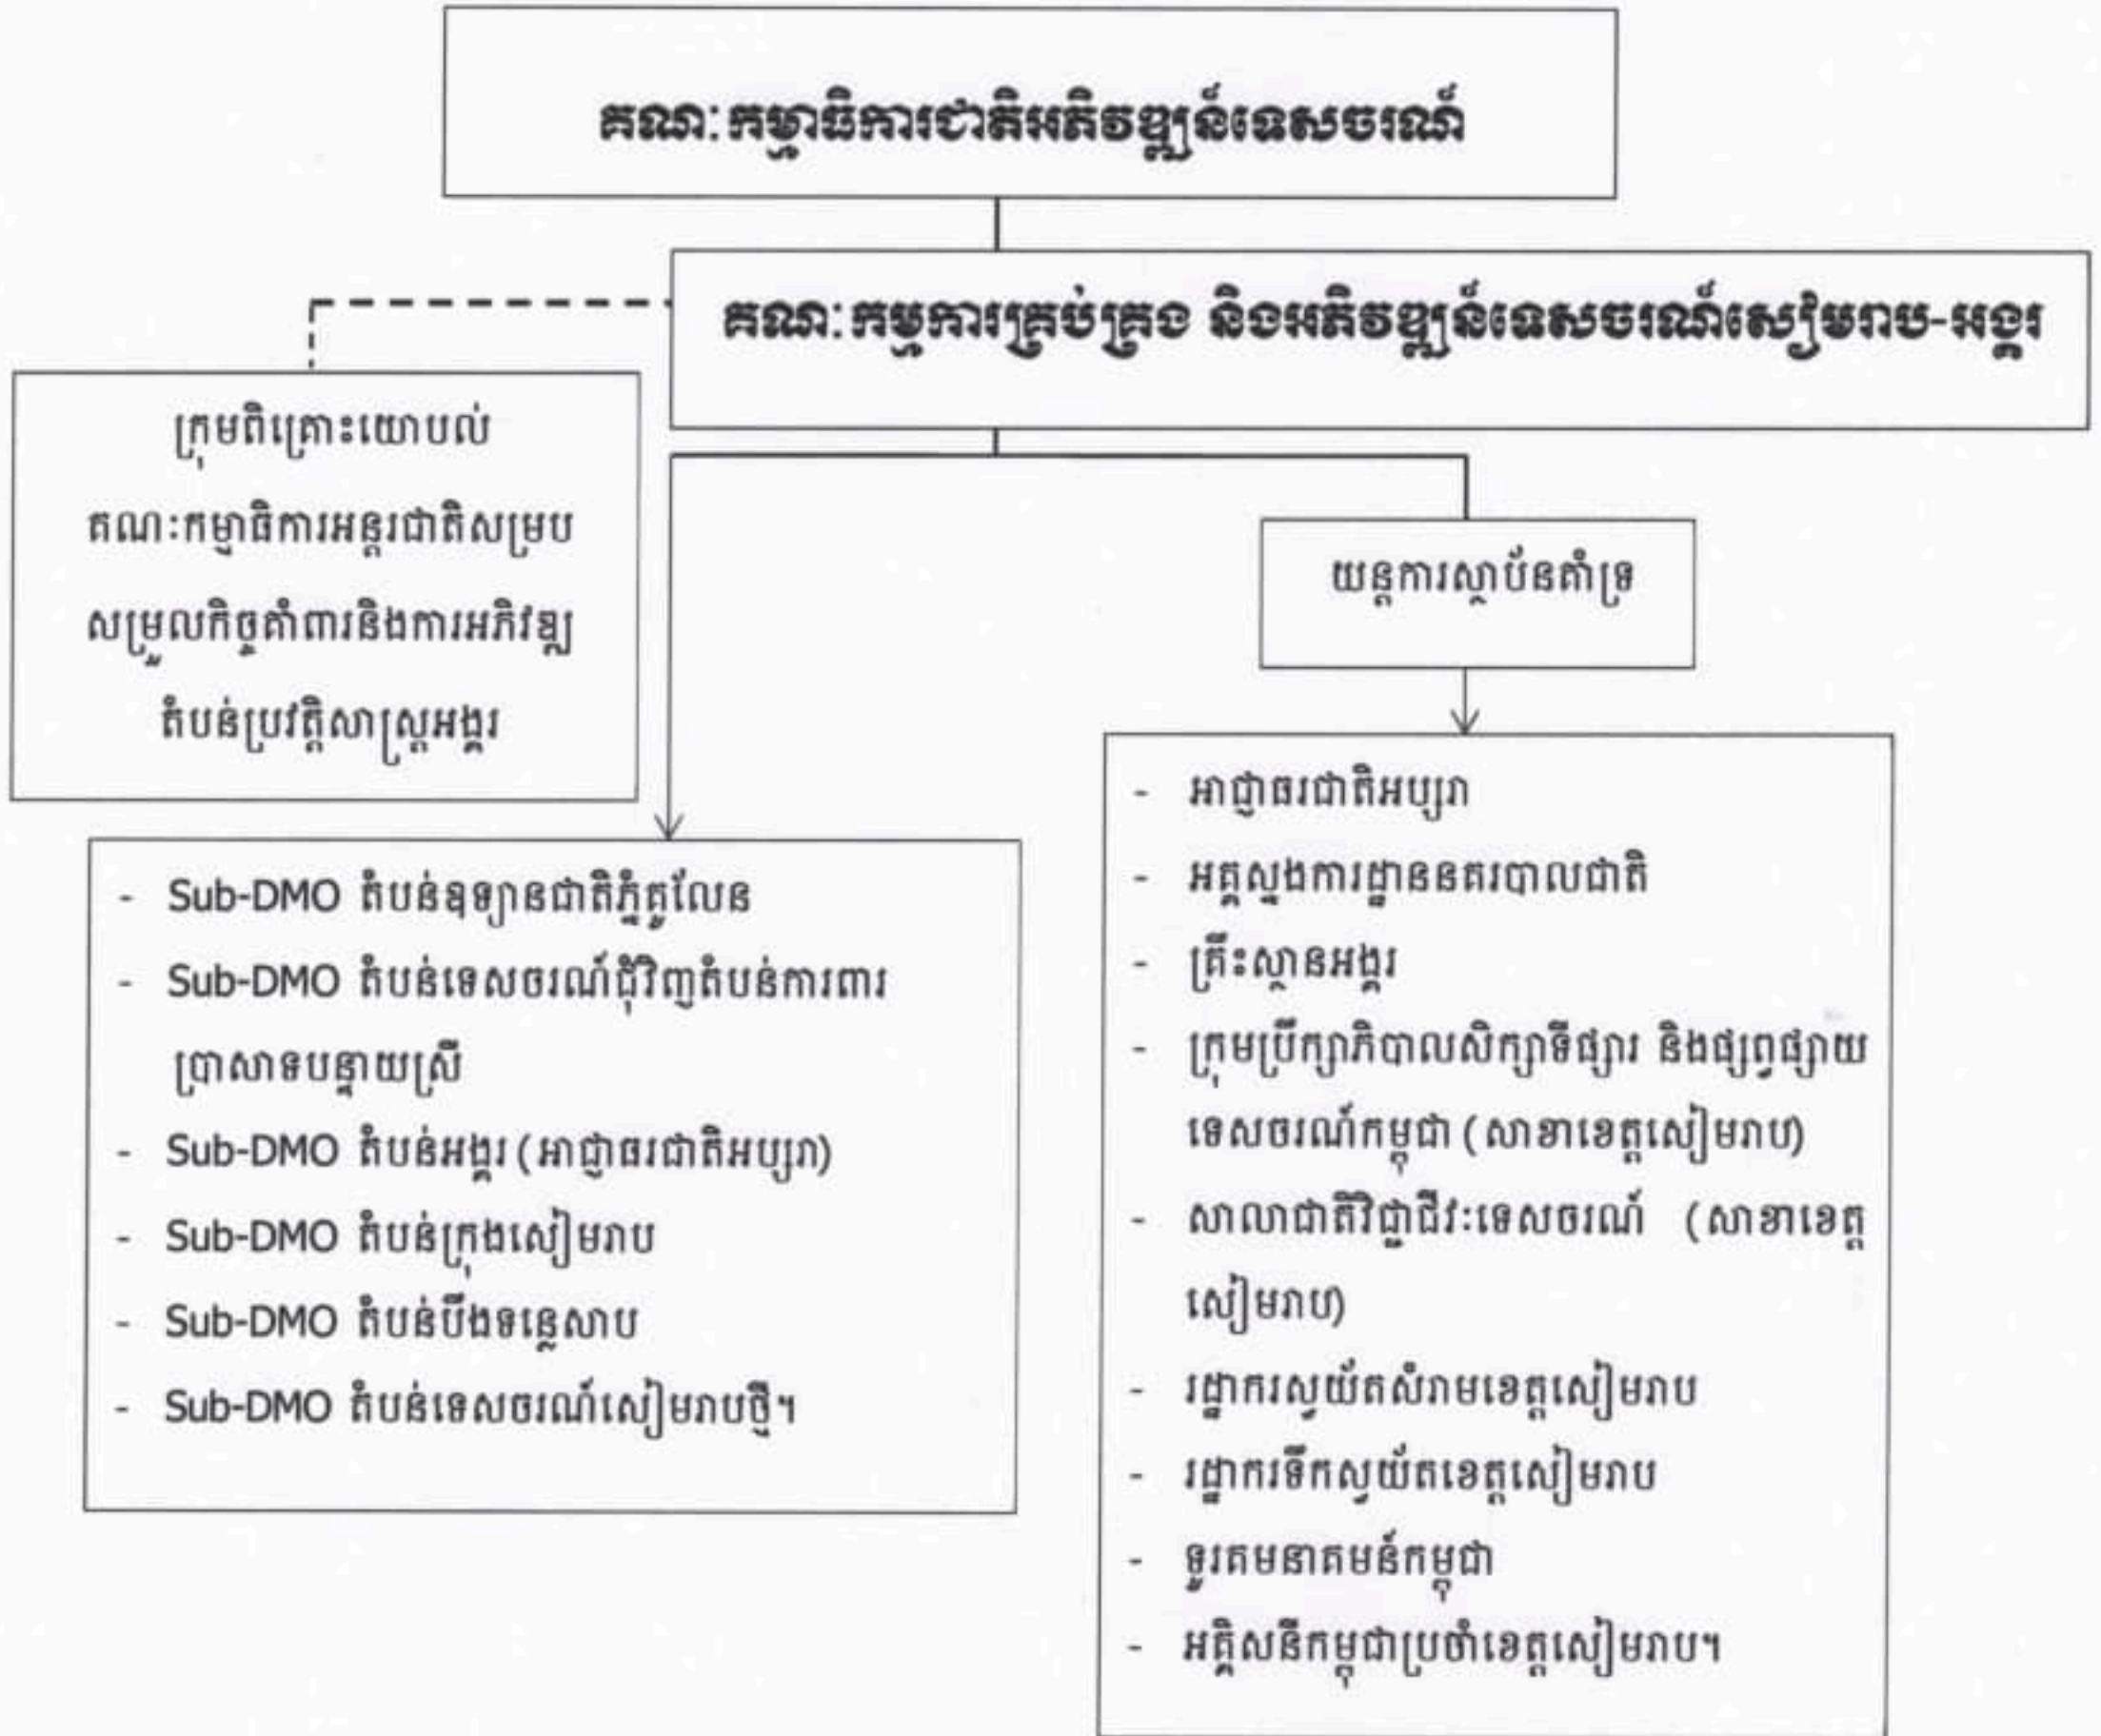 គណៈកម្មាធិការជាតិអភិវឌ្ឍន៍ទេសចរណ៍
គណៈកម្មការគ្រប់គ្រង និងអភិវឌ្ឍន៍ទេសចរណ៍សៀមរាប-អង្គរ
ក្រុមពិគ្រោះយោបល់
គណៈកម្មាធិការអន្តរជាតិសម្រប
សម្រួលកិច្ចគាំពារនិងការអភិវឌ្ឍ
តំបន់ប្រវត្តិសាស្ត្រអង្គរ
យន្តការស្ថាប័នគាំទ្រ
- Sub-DMO តំបន់ឧទ្យានជាតិភ្នំគូលែន
- Sub-DMO តំបន់ទេសចរណ៍ជុំវិញតំបន់ការពារ
ប្រាសាទបន្ទាយស្រី
- Sub-DMO តំបន់អង្គរ (អាជ្ញាធរជាតិអប្សរា)
- Sub-DMO តំបន់ក្រុងសៀមរាប
- Sub-DMO តំបន់បឹងទន្លេសាប
- Sub-DMO តំបន់ទេសចរណ៍សៀមរាបថ្មី។
- អាជ្ញាធរជាតិអប្សរា
- អគ្គស្នងការដ្ឋាននគរបាលជាតិ
- គ្រឹះស្ថានអង្គរ
- ក្រុមប្រឹក្សាភិបាលសិក្សាទីផ្សារ និងផ្សព្វផ្សាយ
ទេសចរណ៍កម្ពុជា (សាខាខេត្តសៀមរាប)
- សាលាជាតិវិជ្ជាជីវៈទេសចរណ៍ (សាខាខេត្ត
សៀមរាប)
- រដ្ឋាករស្វយ័តសំរាមខេត្តសៀមរាប
- រដ្ឋាករទឹកស្វយ័តខេត្តសៀមរាប
- ទូរគមនាគមន៍កម្ពុជា
- អគ្គិសនីកម្ពុជាប្រចាំខេត្តសៀមរាប។